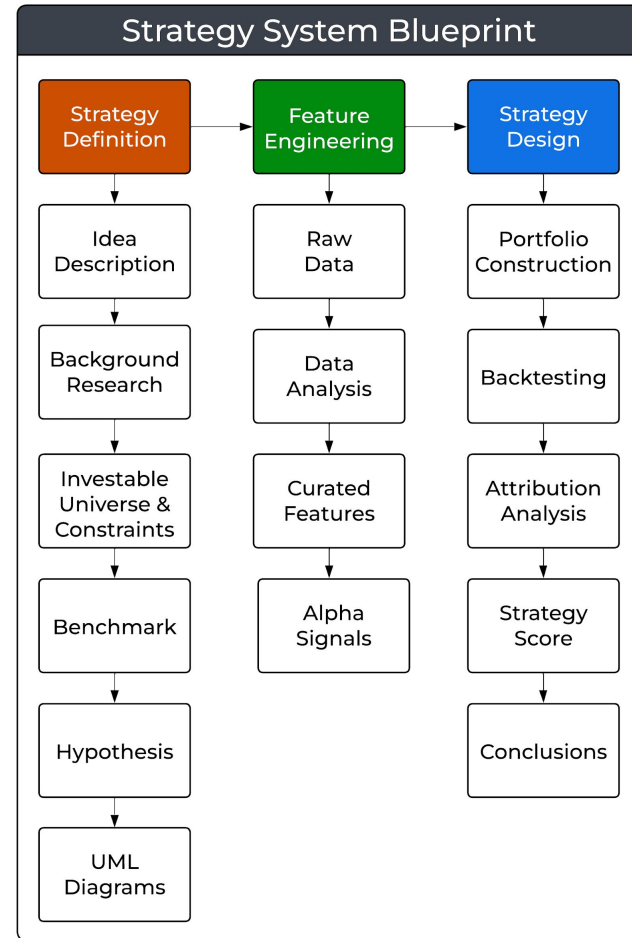 Strategy System Blueprint
Strategy
Definition
Idea
Description
Background
Research
Investable
Universe &
Constraints
Benchmark
Hypothesis
UML
Diagrams
Feature
Engineering
Raw
Data
Data
Analysis
Curated
Features
Alpha
Signals
Strategy
Design
Portfolio
Construction
Backtesting
Attribution
Analysis
Strategy
Score
Conclusions